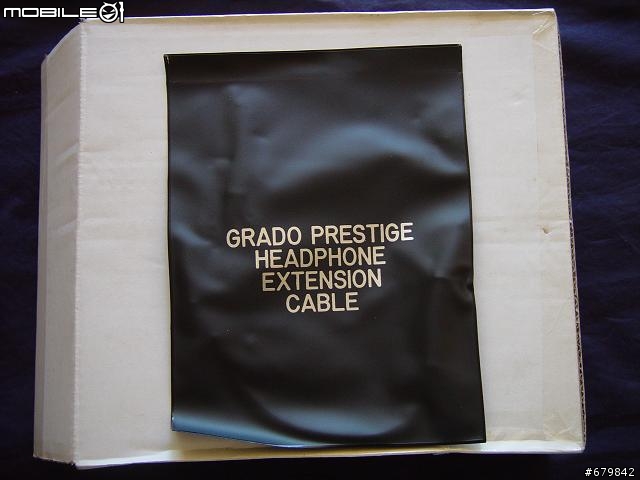 MOBILE01
GRADO PRESTIGE
HEADPHONE
EXTENSION
CABLE
#679842